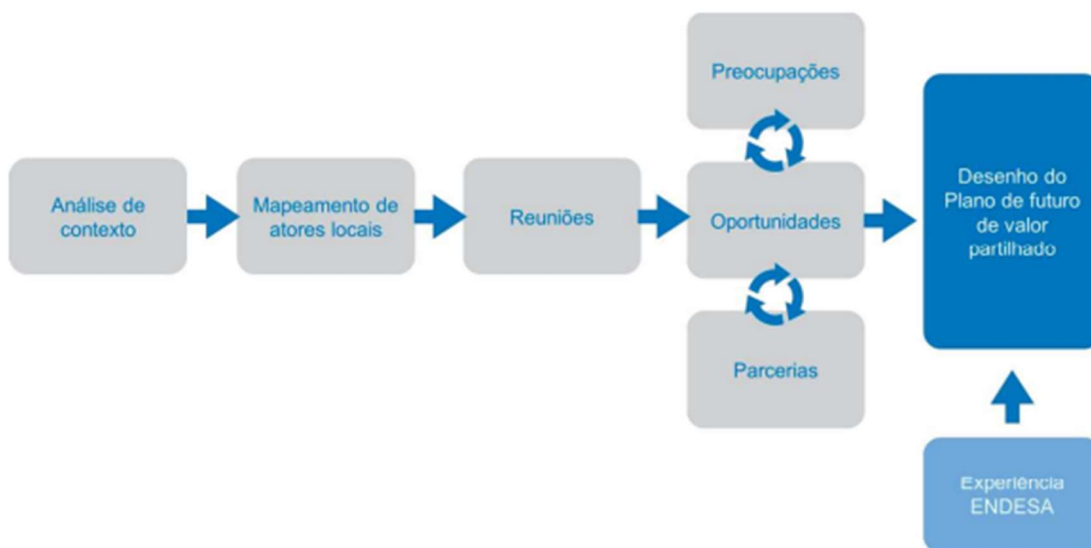 Análise de
contexto
Mapeamento de
atores locais
Reuniões
Preocupações
Oportunidades
Parcerias
Desenho do
Plano de futuro
de valor
partilhado
Experiência
ENDESA